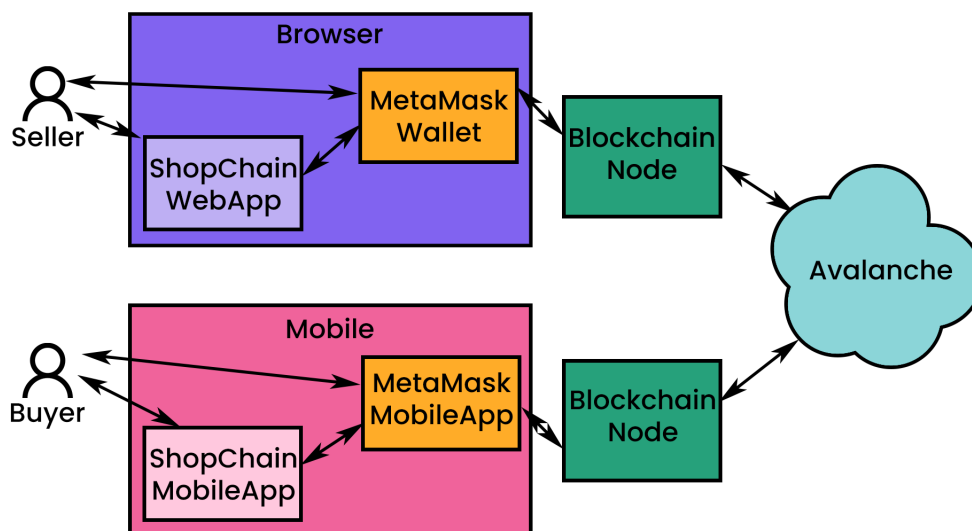 Browser
Seller
MetaMask
Wallet
ShopChain
WebApp
Blockchain
Node
Avalanche
Mobile
Buyer
MetaMask
MobileApp
ShopChain
MobileApp
Blockchain
Node